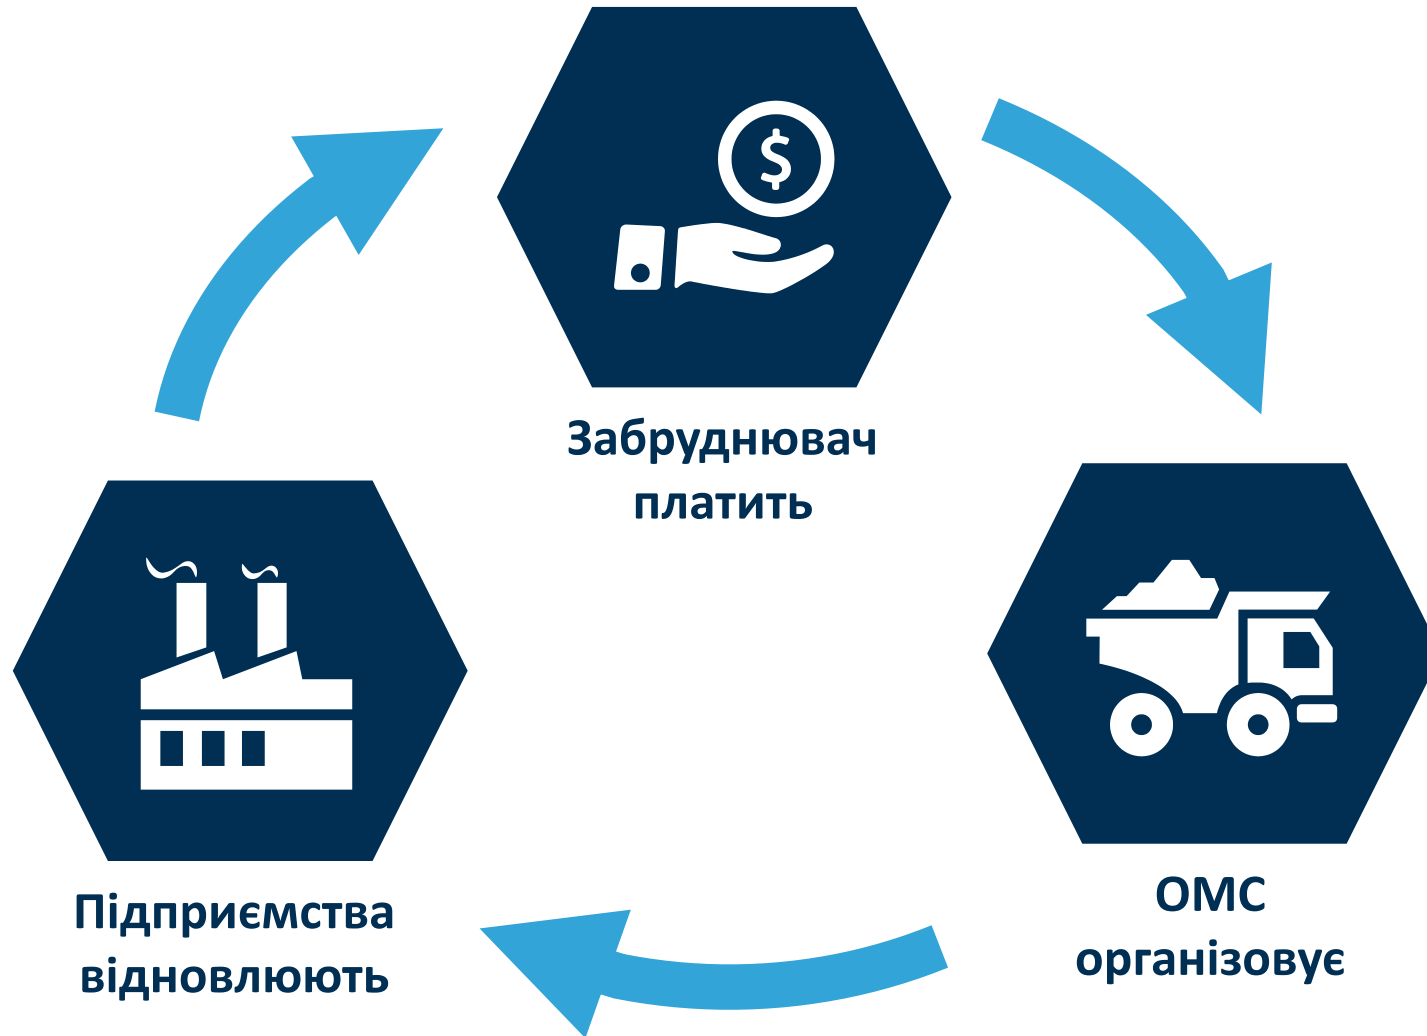 $
Забруднювач
платить
ОМС
організовує
Підприємства
відновлюють